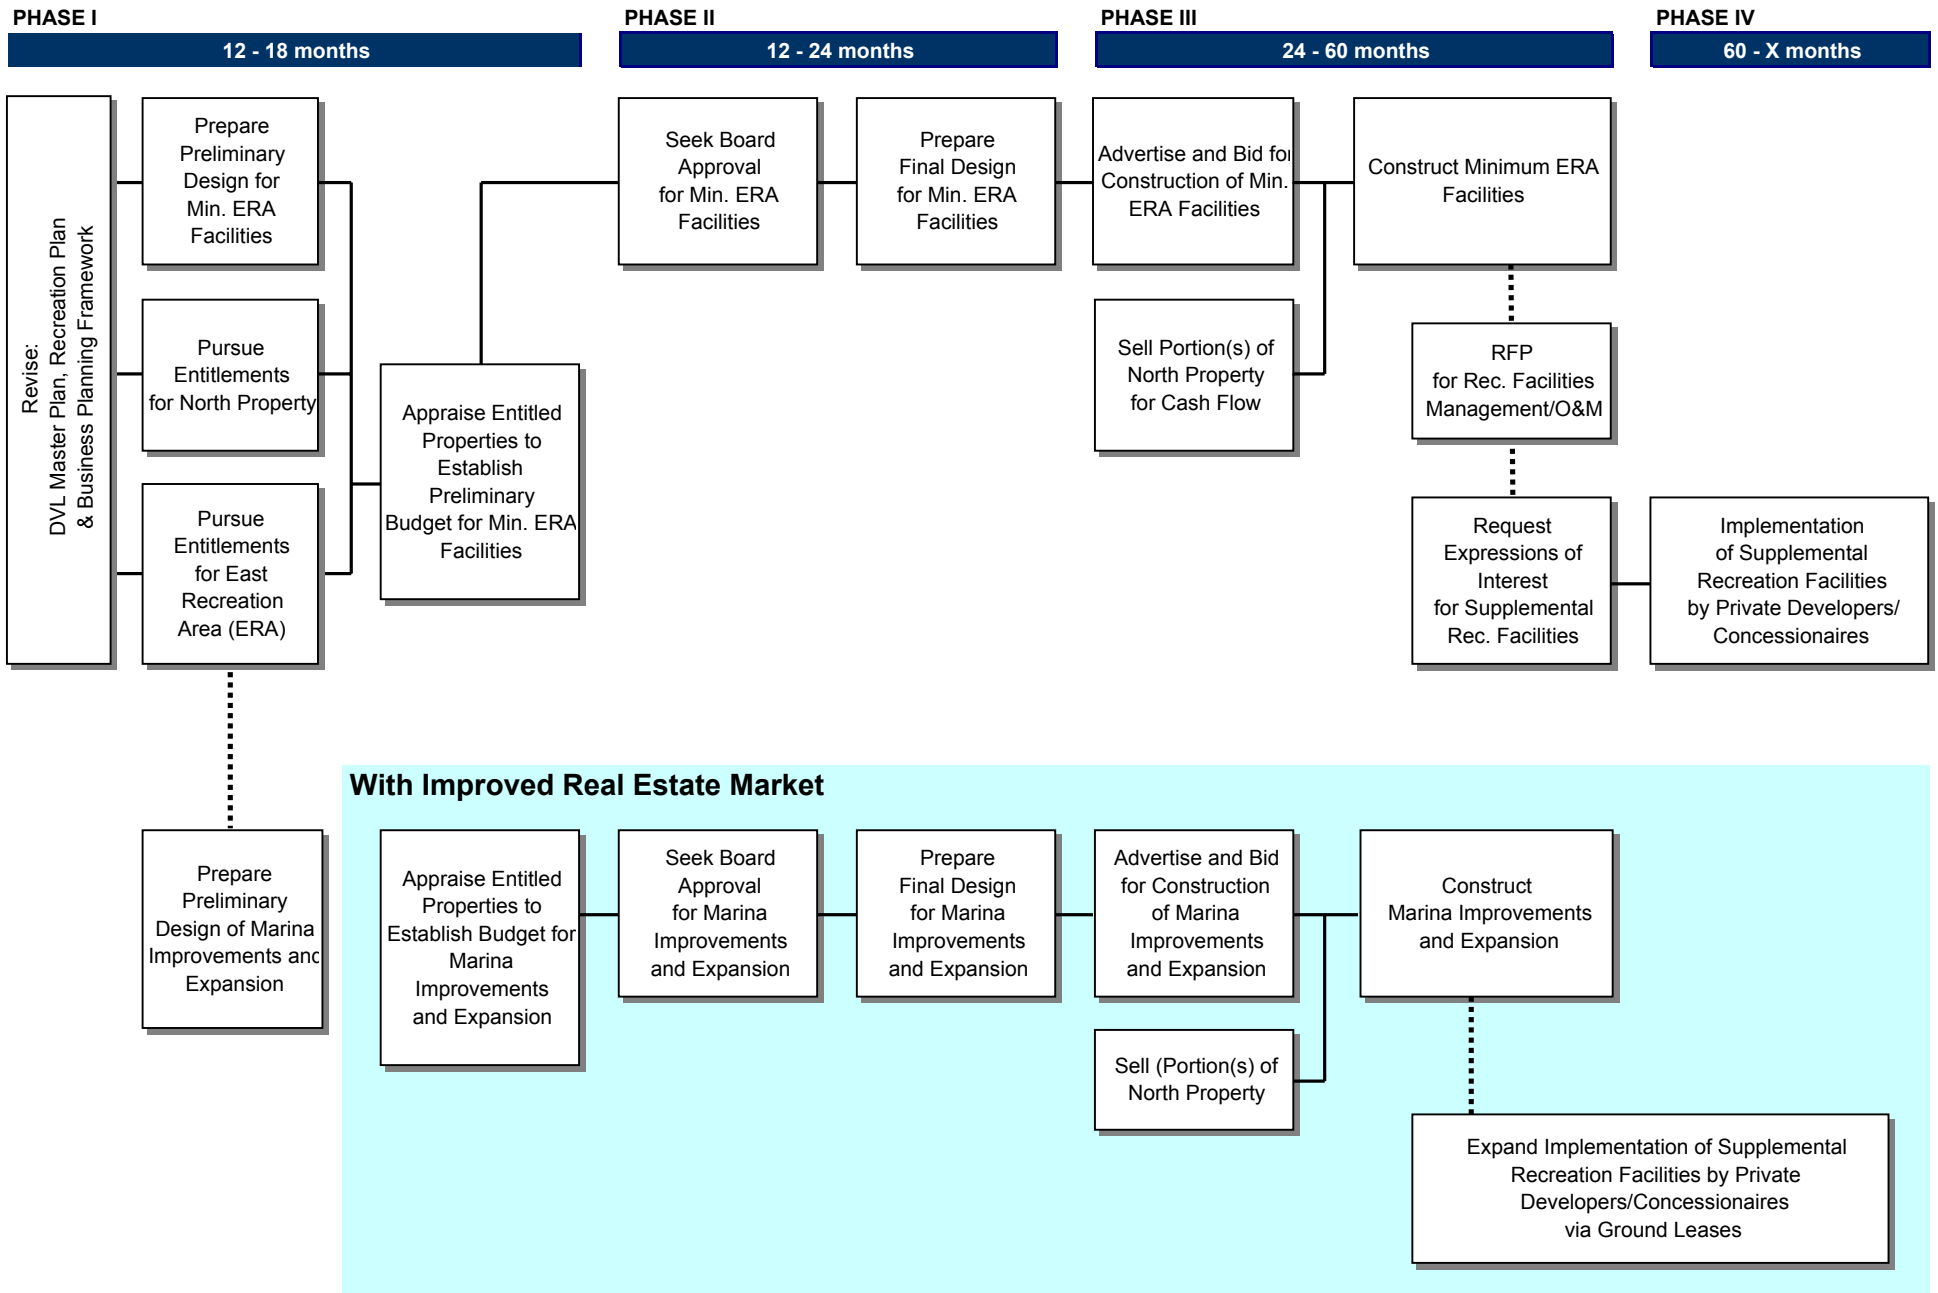 PHASE I
12 - 18 months
PHASE II
12 - 24 months
PHASE III
24 - 60 months
PHASE IV
60 - X months
Revise:
DVL Master Plan, Recreation Plan
& Business Planning Framework
Prepare
Preliminary
Design for
Min. ERA
Facilities
Pursue
Entitlements
for North Property
Pursue
Entitlements
for East
Recreation
Area (ERA)
Appraise Entitled
Properties to
Establish
Preliminary
Budget for Min. ERA
Facilities
Seek Board
Approval
for Min. ERA
Facilities
Prepare
Final Design
for Min. ERA
Facilities
Advertise and Bid for
Construction of Min.
ERA Facilities
Sell Portion(s) of
North Property
for Cash Flow
Construct Minimum ERA
Facilities
RFP
for Rec. Facilities
Management/O&M
Request
Expressions of
Interest
for Supplemental
Rec. Facilities
Implementation
of Supplemental
Recreation Facilities
by Private Developers/
Concessionaires
Prepare
Preliminary
Design of Marina
Improvements and
Expansion
With Improved Real Estate Market
Appraise Entitled
Properties to
Establish Budget for
Marina
Improvements
and Expansion
Seek Board
Approval
for Marina
Improvements
and Expansion
Prepare
Final Design
for Marina
Improvements
and Expansion
Advertise and Bid
for Construction
of Marina
Improvements
and Expansion
Sell (Portion(s) of
North Property
Construct
Marina Improvements
and Expansion
Expand Implementation of Supplemental
Recreation Facilities by Private
Developers/Concessionaires
via Ground Leases